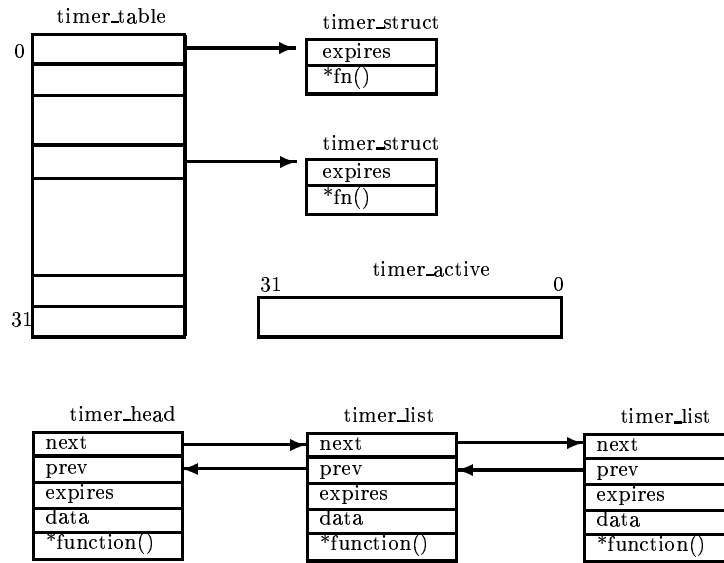 timer_table
0
31
timer_struct
expires
*fn()
timer_struct
expires
*fn()
timer_active
31
0
timer_head
next
prev
expires
data
*function()
timer_list
next
prev
expires
data
*function()
timer_list
next
prev
expires
data
*function()